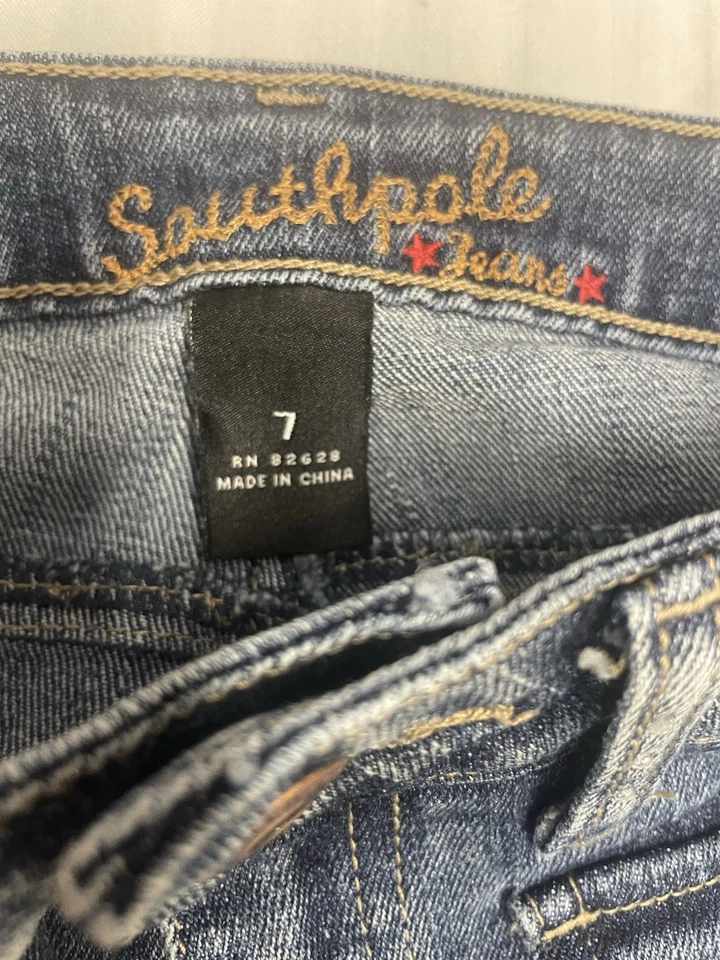 Southpole
Jeans
7
RN 82628
MADE IN CHINA